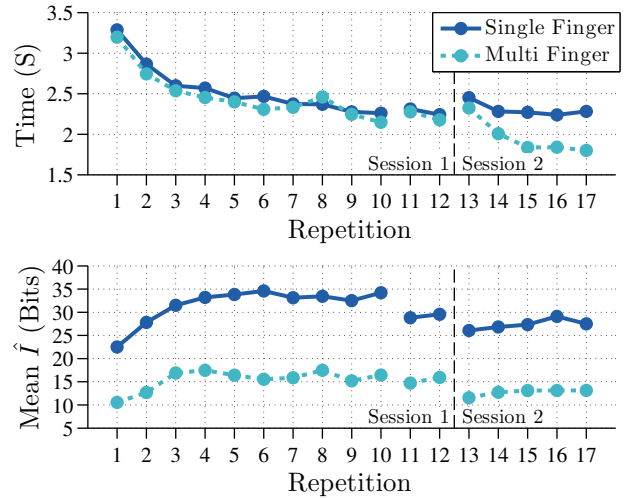 3.5
3
2.5
2
1.5
Time (S)
Single Finger
Multi Finger
Session 1
Session 2
1 2 3 4 5 6 7 8 9 10 11 12 13 14 15 16 17
Repetition
40
35
30
25
20
15
10
5
Mean Î (Bits)
Session 1
Session 2
1 2 3 4 5 6 7 8 9 10 11 12 13 14 15 16 17
Repetition